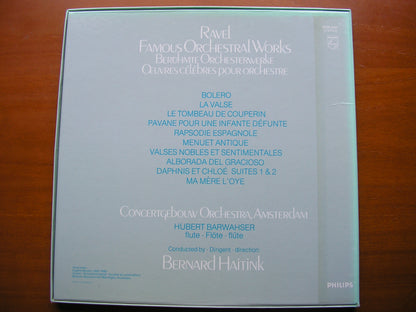 Ravel
Famous Orchestral Works
Berühmte Orchesterwerke
Œuvres célèbres pour orchestre
BOLERO
LA VALSE
LE TOMBEAU DE COUPERIN
PAVANE POUR UNE INFANTE DÉFUNTE
RAPSODIE ESPAGNOLE
MENUET ANTIQUE
VALSES NOBLES ET SENTIMENTALES
ALBORADA DEL GRACIOSO
DAPHNIS ET CHLOÉ SUITES 1 & 2
MA MÈRE L'OYE
Concertgebouw Orchestra, Amsterdam
HUBERT BARWAHSER
flute · Flöte · flûte
Conducted by · Dirigent · direction
Bernard Haitink
PHILIPS